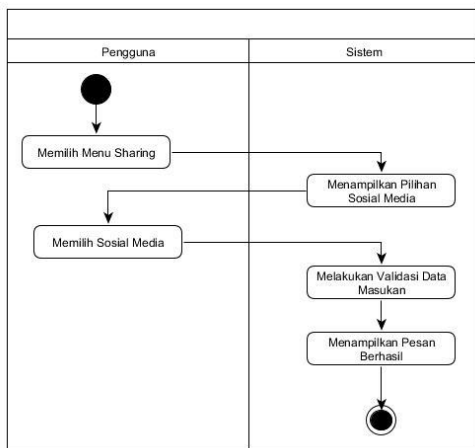 Pengguna
Sistem
Memilih Menu Sharing
Menampilkan Pilihan
Sosial Media
Memilih Sosial Media
Melakukan Validasi Data
Masukan
Menampilkan Pesan
Berhasil